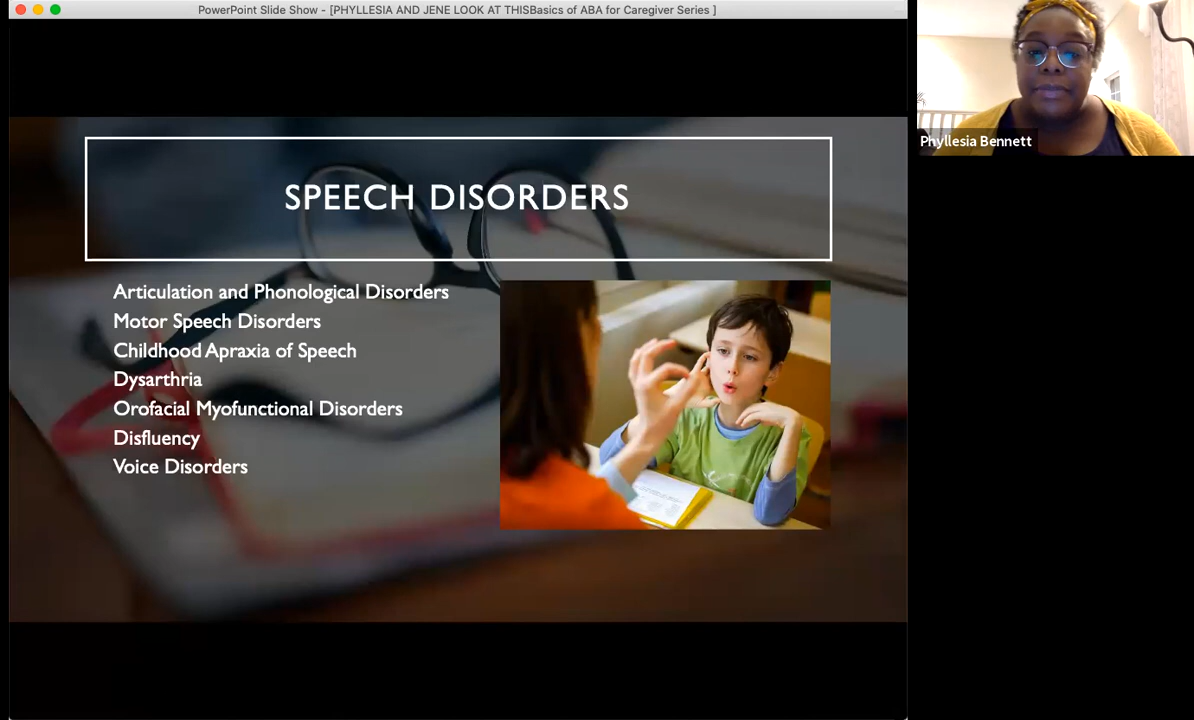 PowerPoint Slide Show - [PHYLLESIA AND JENE LOOK AT THISBasics of ABA for Caregiver Series ]
SPEECH DISORDERS
Articulation and Phonological Disorders
Motor Speech Disorders
Childhood Apraxia of Speech
Dysarthria
Orofacial Myofunctional Disorders
Disfluency
Voice Disorders
Phyllesia Bennett